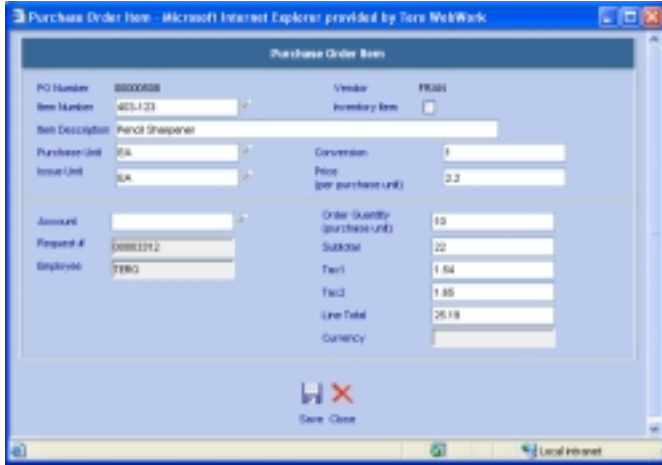 Purchase Order Item - Microsoft Internet Explorer provided by Tero WebWork
Purchase Order Item
PO Number 00000508 Vendor FRAN
Item Number 403-123 Inventory Item
Item Description Pencil Sharpener
Purchase Unit EA Conversion 1
Issue Unit EA Price
(per purchase unit) 2.2
Account Order Quantity
(purchase unit) 10
Request # 00003312 Subtotal 22
Employee TERO Tax1 1.54
Tax2 1.65
Line Total 25.19
Currency
Save Close
Local intranet